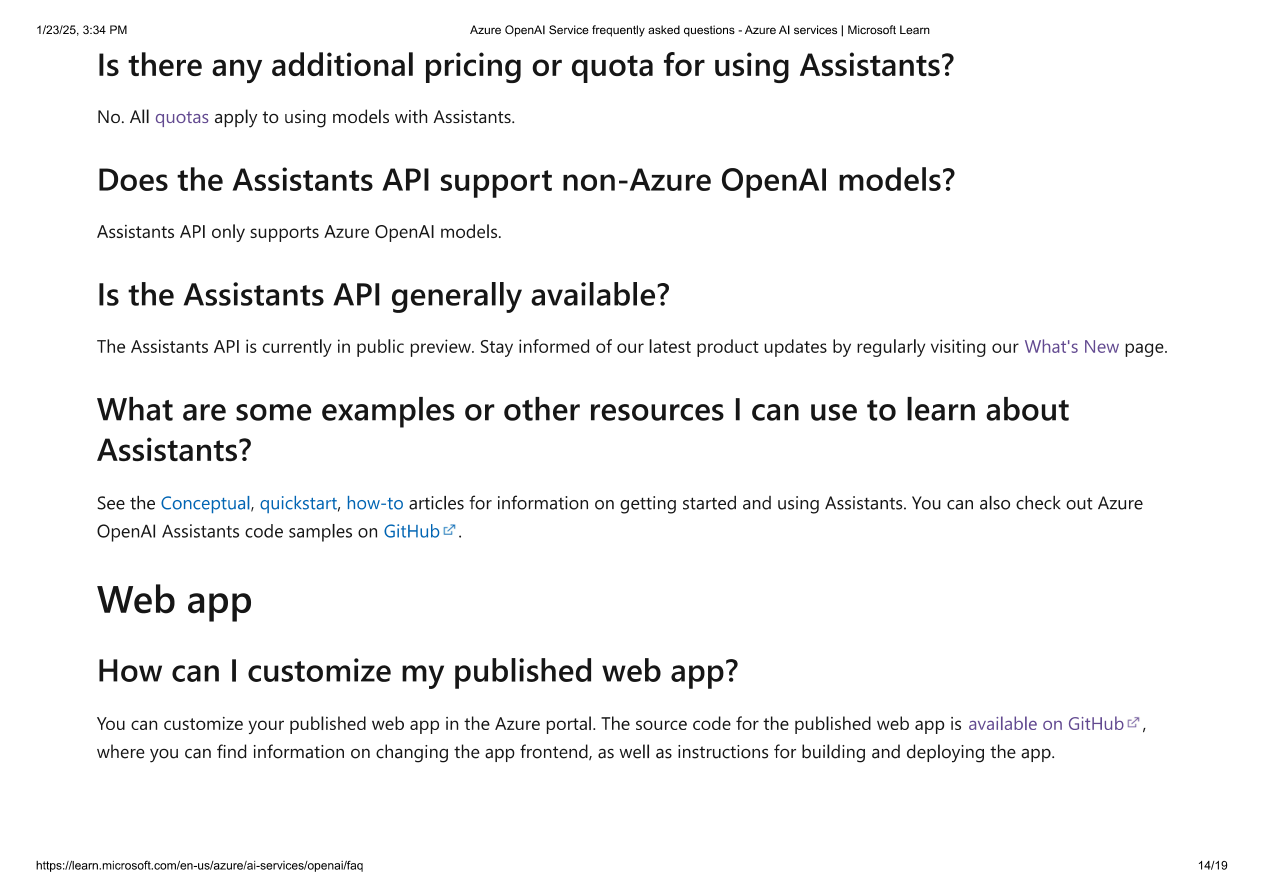 1/23/25, 3:34 PM
Azure OpenAI Service frequently asked questions - Azure AI services | Microsoft Learn
Is there any additional pricing or quota for using Assistants?
No. All quotas apply to using models with Assistants.
Does the Assistants API support non-Azure OpenAI models?
Assistants API only supports Azure OpenAI models.
Is the Assistants API generally available?
The Assistants API is currently in public preview. Stay informed of our latest product updates by regularly visiting our What's New page.
What are some examples or other resources I can use to learn about
Assistants?
See the Conceptual, quickstart, how-to articles for information on getting started and using Assistants. You can also check out Azure
OpenAI Assistants code samples on GitHub.
Web app
How can I customize my published web app?
You can customize your published web app in the Azure portal. The source code for the published web app is available on GitHub,
where you can find information on changing the app frontend, as well as instructions for building and deploying the app.
https://learn.microsoft.com/en-us/azure/ai-services/openai/faq
14/19